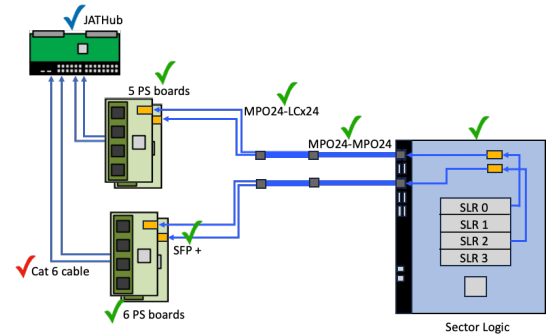 JATHub
5 PS boards
MPO24-LCx24
MPO24-MPO24
SLR 0
SLR 1
SLR 2
SLR 3
SFP +
Cat 6 cable
6 PS boards
Sector Logic